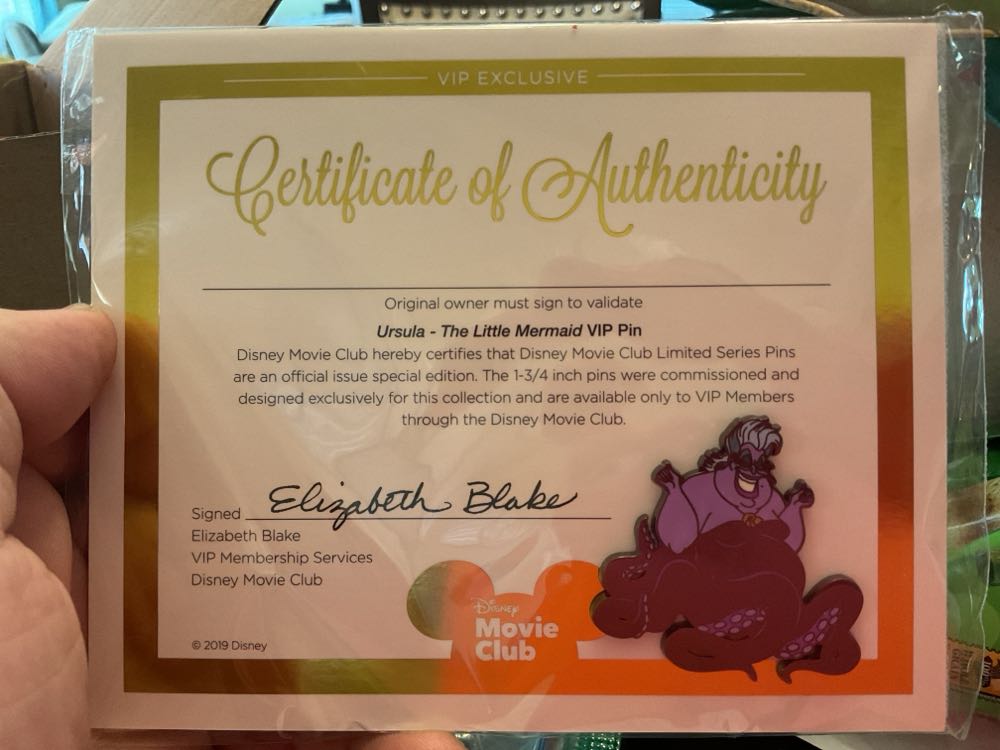 VIP EXCLUSIVE
Certificate of Authenticity
Original owner must sign to validate
Ursula - The Little Mermaid VIP Pin
Disney Movie Club hereby certifies that Disney Movie Club Limited Series Pins
are an official issue special edition. The 1-3/4 inch pins were commissioned and
designed exclusively for this collection and are available only to VIP Members
through the Disney Movie Club.
Signed Elizabeth Blake
Elizabeth Blake
VIP Membership Services
Disney Movie Club
© 2019 Disney
Disney
Movie
Club